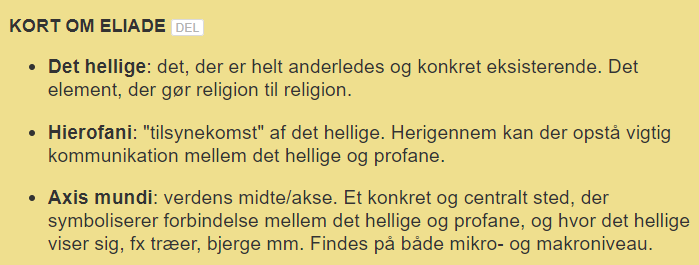 KORT OM ELIADE DEL
• Det hellige: det, der er helt anderledes og konkret eksisterende. Det
element, der gør religion til religion.
• Hierofani: "tilsynekomst" af det hellige. Herigennem kan der opstå vigtig
kommunikation mellem det hellige og profane.
• Axis mundi: verdens midte/akse. Et konkret og centralt sted, der
symboliserer forbindelse mellem det hellige og profane, og hvor det hellige
viser sig, fx træer, bjerge mm. Findes på både mikro- og makroniveau.